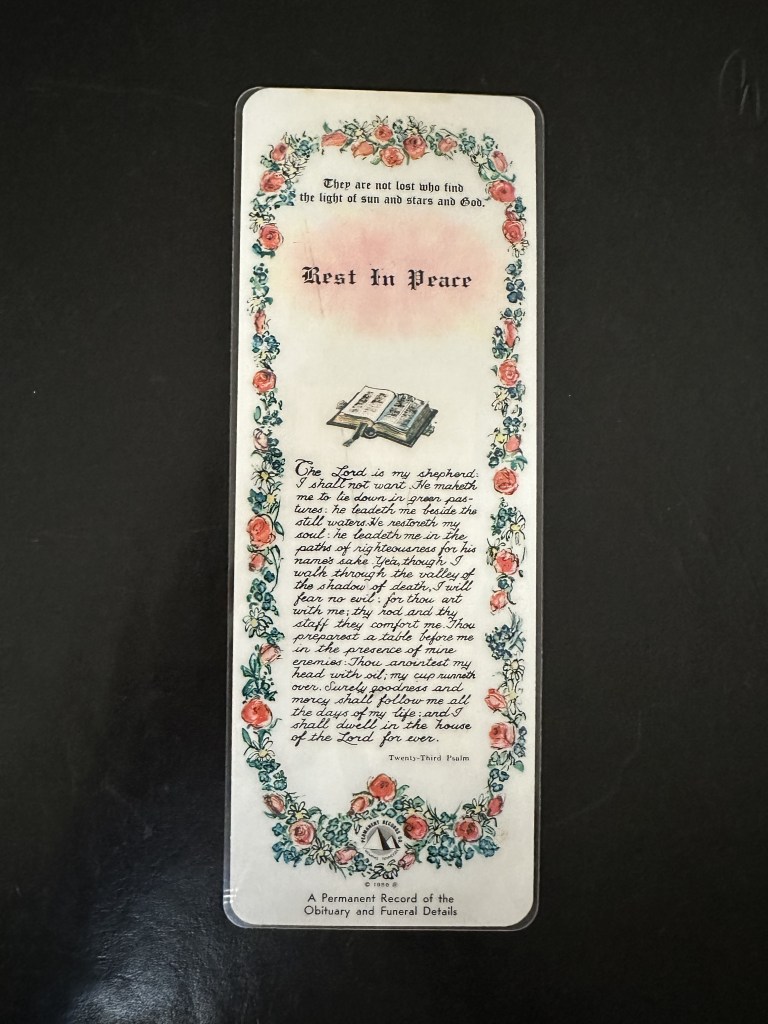 They are not lost who find
the light of sun and stars and God.
Rest In Peace
The Lord is my shepherd:
I shall not want. He maketh
me to lie down in green pas-
tures: he leadeth me beside the
still waters. He restoreth my
soul: he leadeth me in the
paths of righteousness for his
name's sake. Yea, though I
walk through the valley of
the shadow of death, I will
fear no evil: for thou art
with me; thy rod and thy
staff they comfort me. Thou
preparest a table before me
in the presence of mine
enemies: Thou anointest my
head with oil; my cup runneth
over. Surely goodness and
mercy shall follow me all
the days of my life: and I
shall dwell in the house
of the Lord for ever.
Twenty-Third Psalm
PERMANENT RECORD CO.
A Permanent Record of the
Obituary and Funeral Details